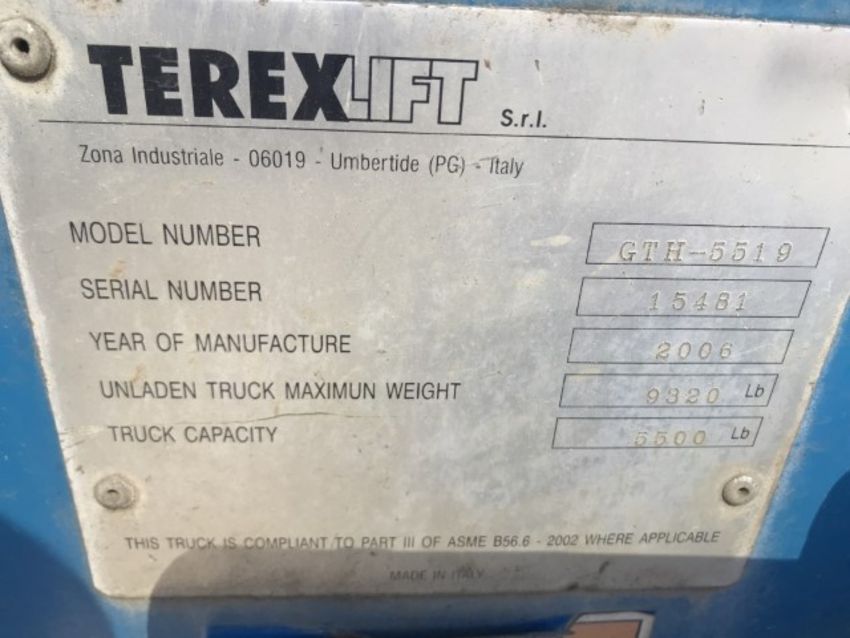 TEREXLIFT S.r.l.
Zona Industriale - 06019 - Umbertide (PG) - Italy
MODEL NUMBER GTH-5519
SERIAL NUMBER 15481
YEAR OF MANUFACTURE 2006
UNLADEN TRUCK MAXIMUN WEIGHT 9320 Lb
TRUCK CAPACITY 5500 Lb
THIS TRUCK IS COMPLIANT TO PART III OF ASME B56.6 - 2002 WHERE APPLICABLE
MADE IN ITALY